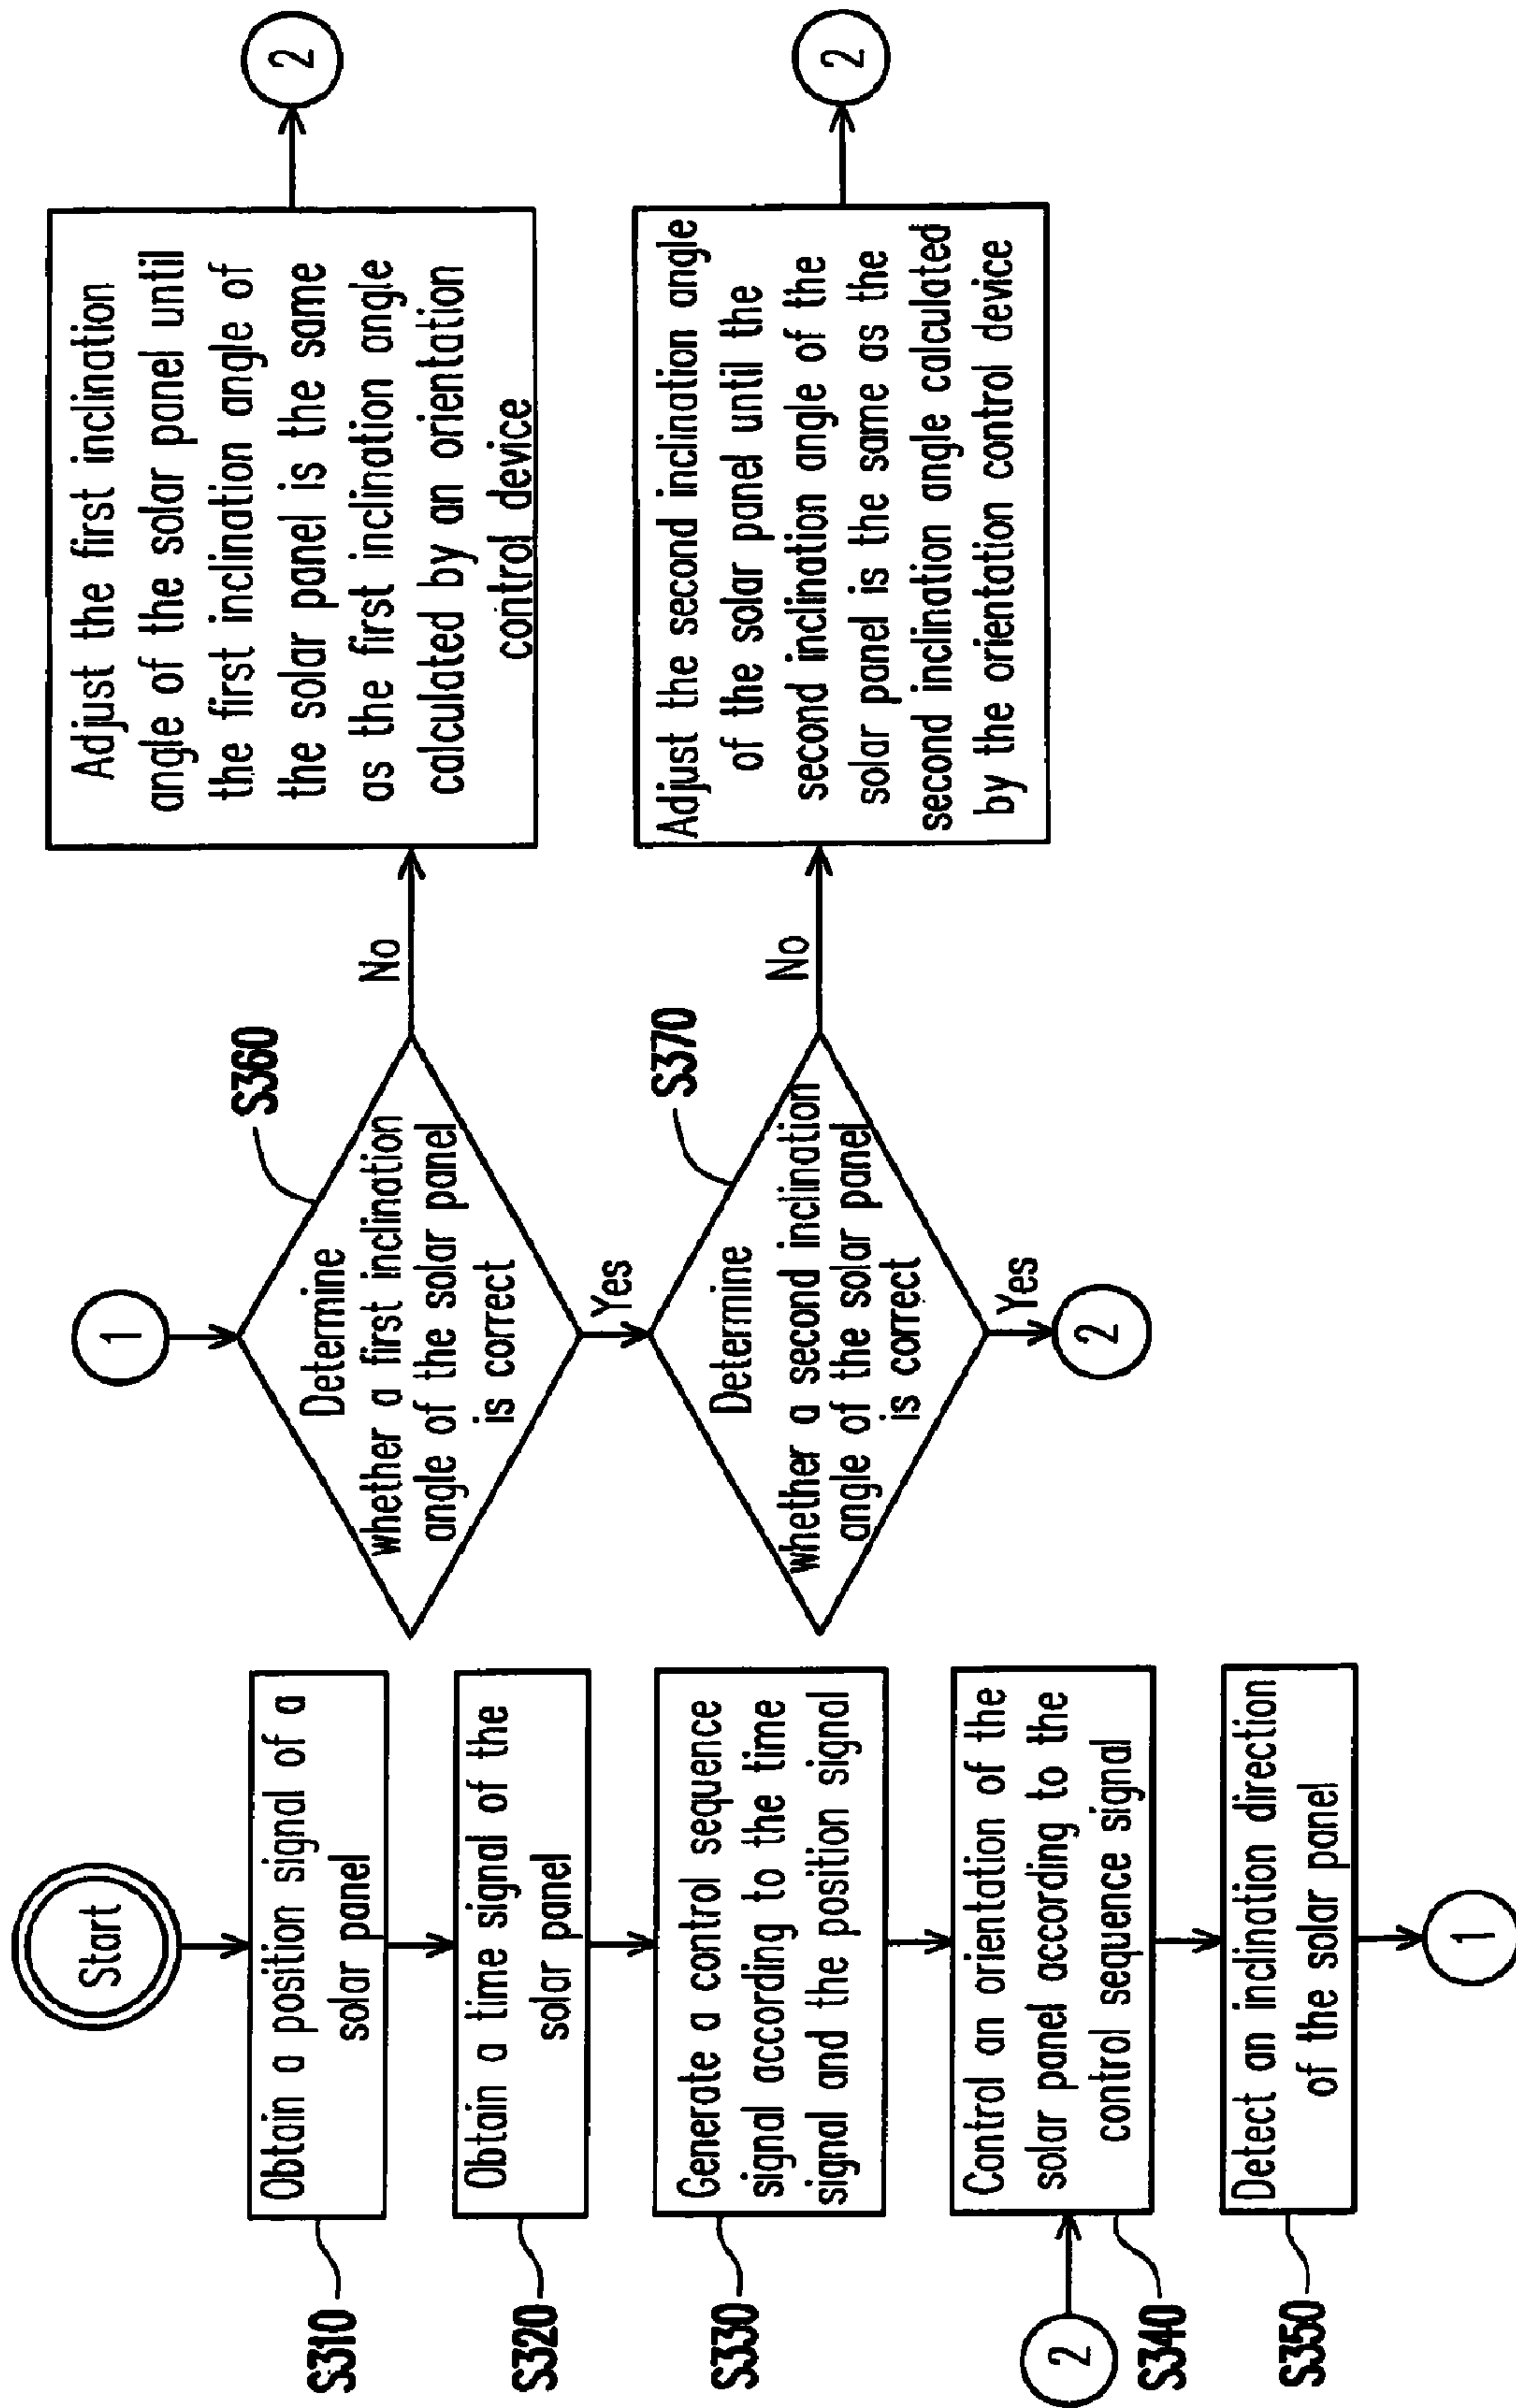 Start
Obtain a position signal of a
solar panel
S310
Obtain a time signal of the
solar panel
S320
Generate a control sequence
signal according to the time
signal and the position signal
S330
2
Control an orientation of the
solar panel according to the
control sequence signal
S340
Detect an inclination direction
of the solar panel
S350
1
1
S360
Determine
whether a first inclination
angle of the solar panel
is correct
No
Yes
Adjust the first inclination
angle of the solar panel until
the first inclination angle of
the solar panel is the same
as the first inclination angle
calculated by an orientation
control device
2
S370
Determine
whether a second inclination
angle of the solar panel
is correct
No
Yes
2
Adjust the second inclination angle
of the solar panel until the
second inclination angle of the
solar panel is the same as the
second inclination angle calculated
by the orientation control device
2